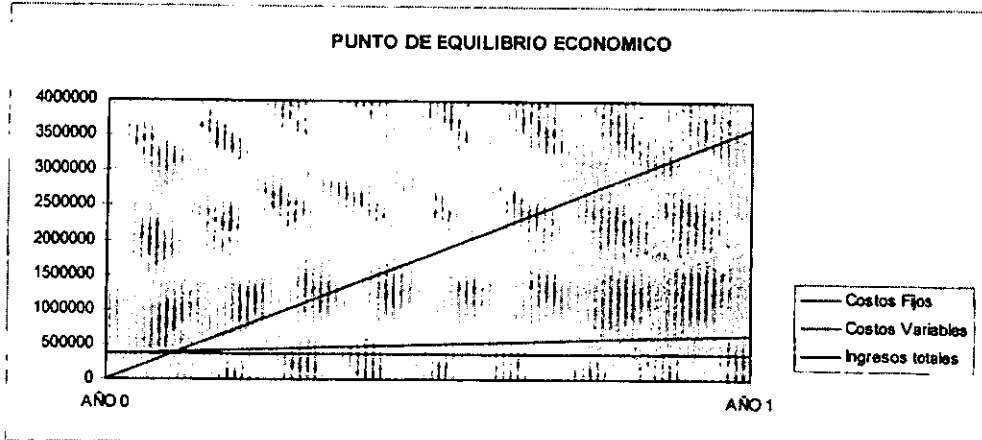 PUNTO DE EQUILIBRIO ECONOMICO
4000000
3500000
3000000
2500000
2000000
1500000
1000000
500000
0
AÑO 0
AÑO 1
Costos Fijos
Costos Variables
Ingresos totales